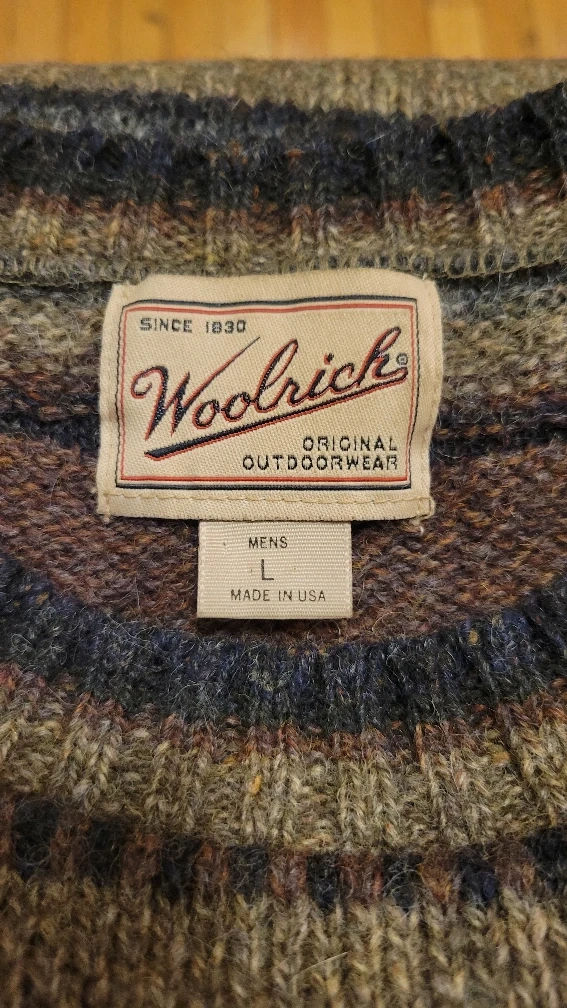 SINCE 1830
Woolrich®
ORIGINAL
OUTDOORWEAR
MENS
L
MADE IN USA